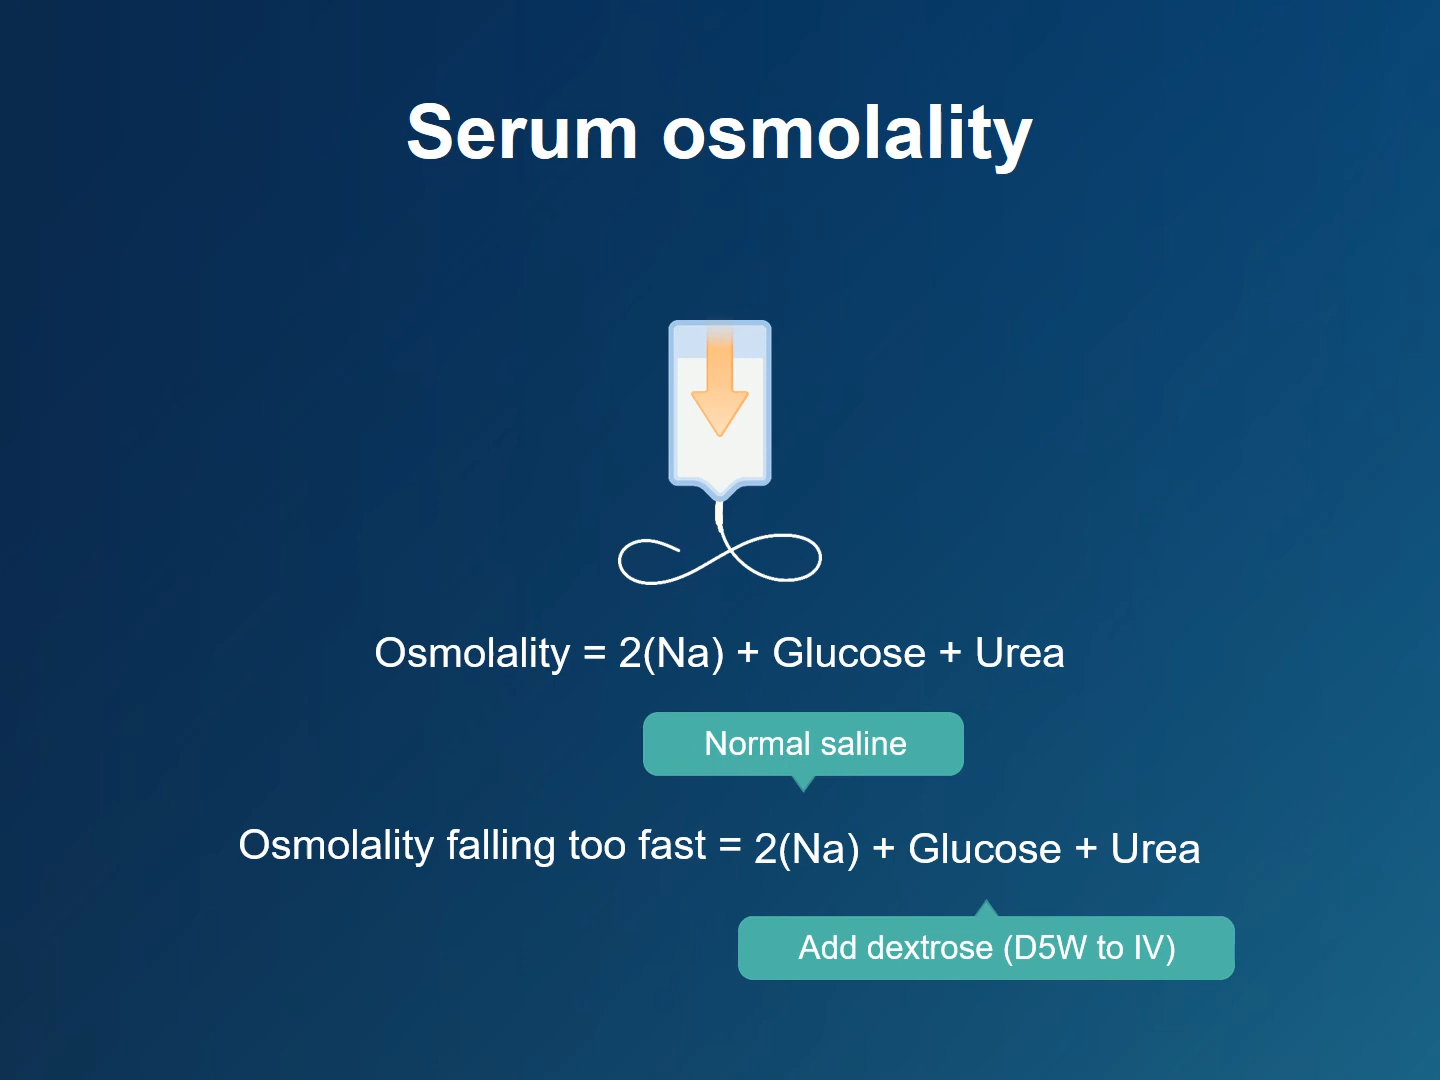 Serum osmolality
Osmolality = 2(Na) + Glucose + Urea
Normal saline
Osmolality falling too fast = 2(Na) + Glucose + Urea
Add dextrose (D5W to IV)